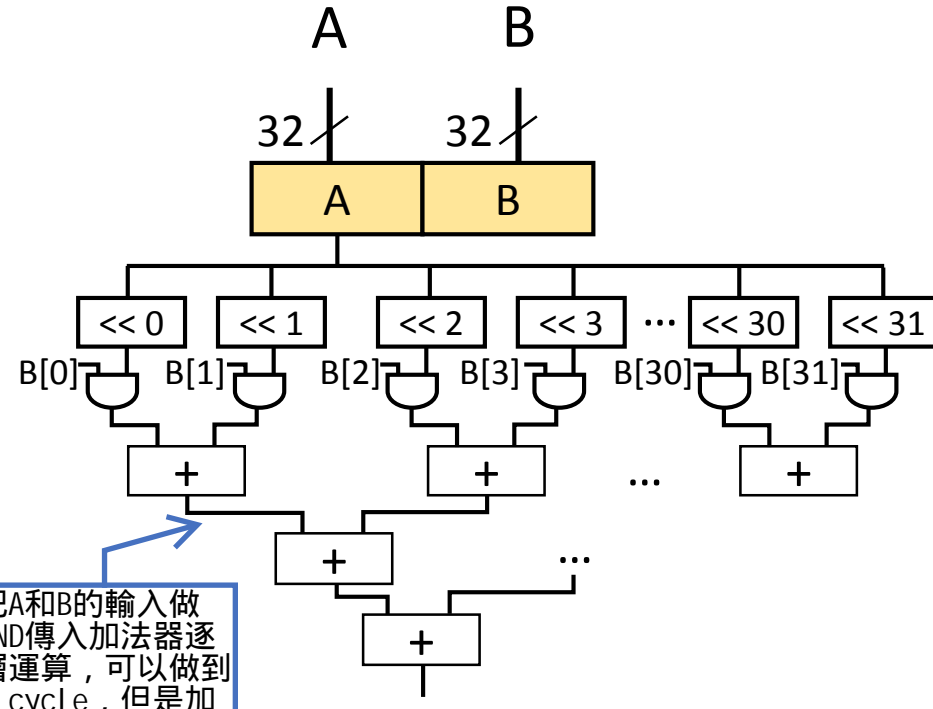 A B
32 32
A B
<< 0 << 1 << 2 << 3 ... << 30 << 31
B[0] B[1] B[2] B[3] B[30] B[31]
+ + ... +
+ ...
+
A和B的輸入做
ND傳入加法器逐
運算，可以做到
cycle，但是加